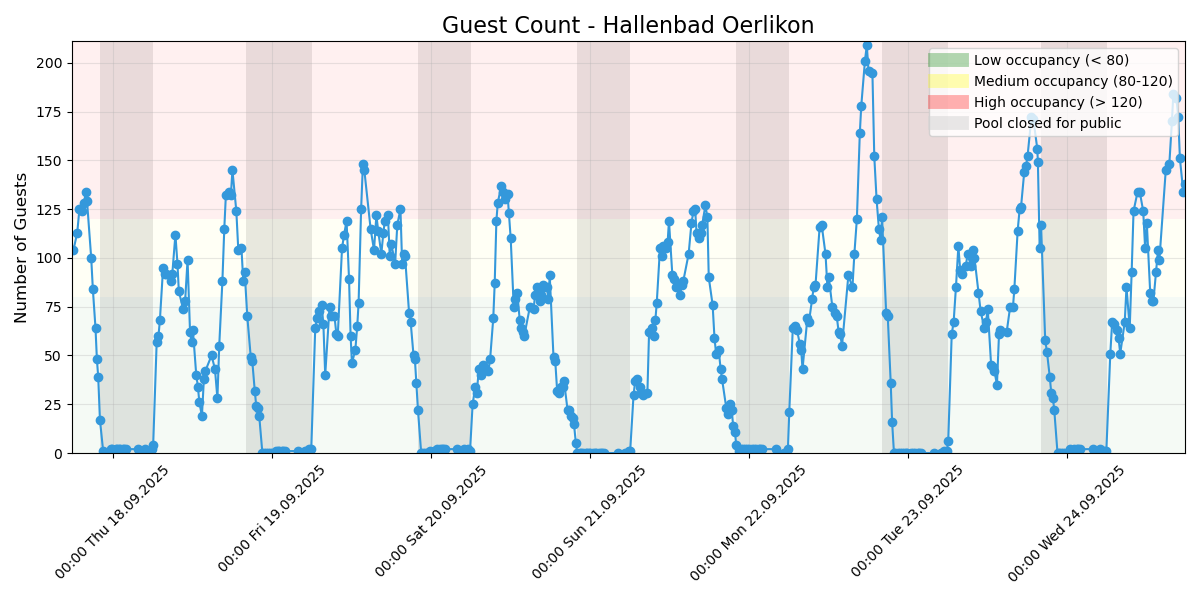 Guest Count - Hallenbad Oerlikon
Number of Guests
200
175
150
125
100
75
50
25
0
Low occupancy (< 80)
Medium occupancy (80-120)
High occupancy (> 120)
Pool closed for public
00:00 Thu 18.09.2025
00:00 Fri 19.09.2025
00:00 Sat 20.09.2025
00:00 Sun 21.09.2025
00:00 Mon 22.09.2025
00:00 Tue 23.09.2025
00:00 Wed 24.09.2025